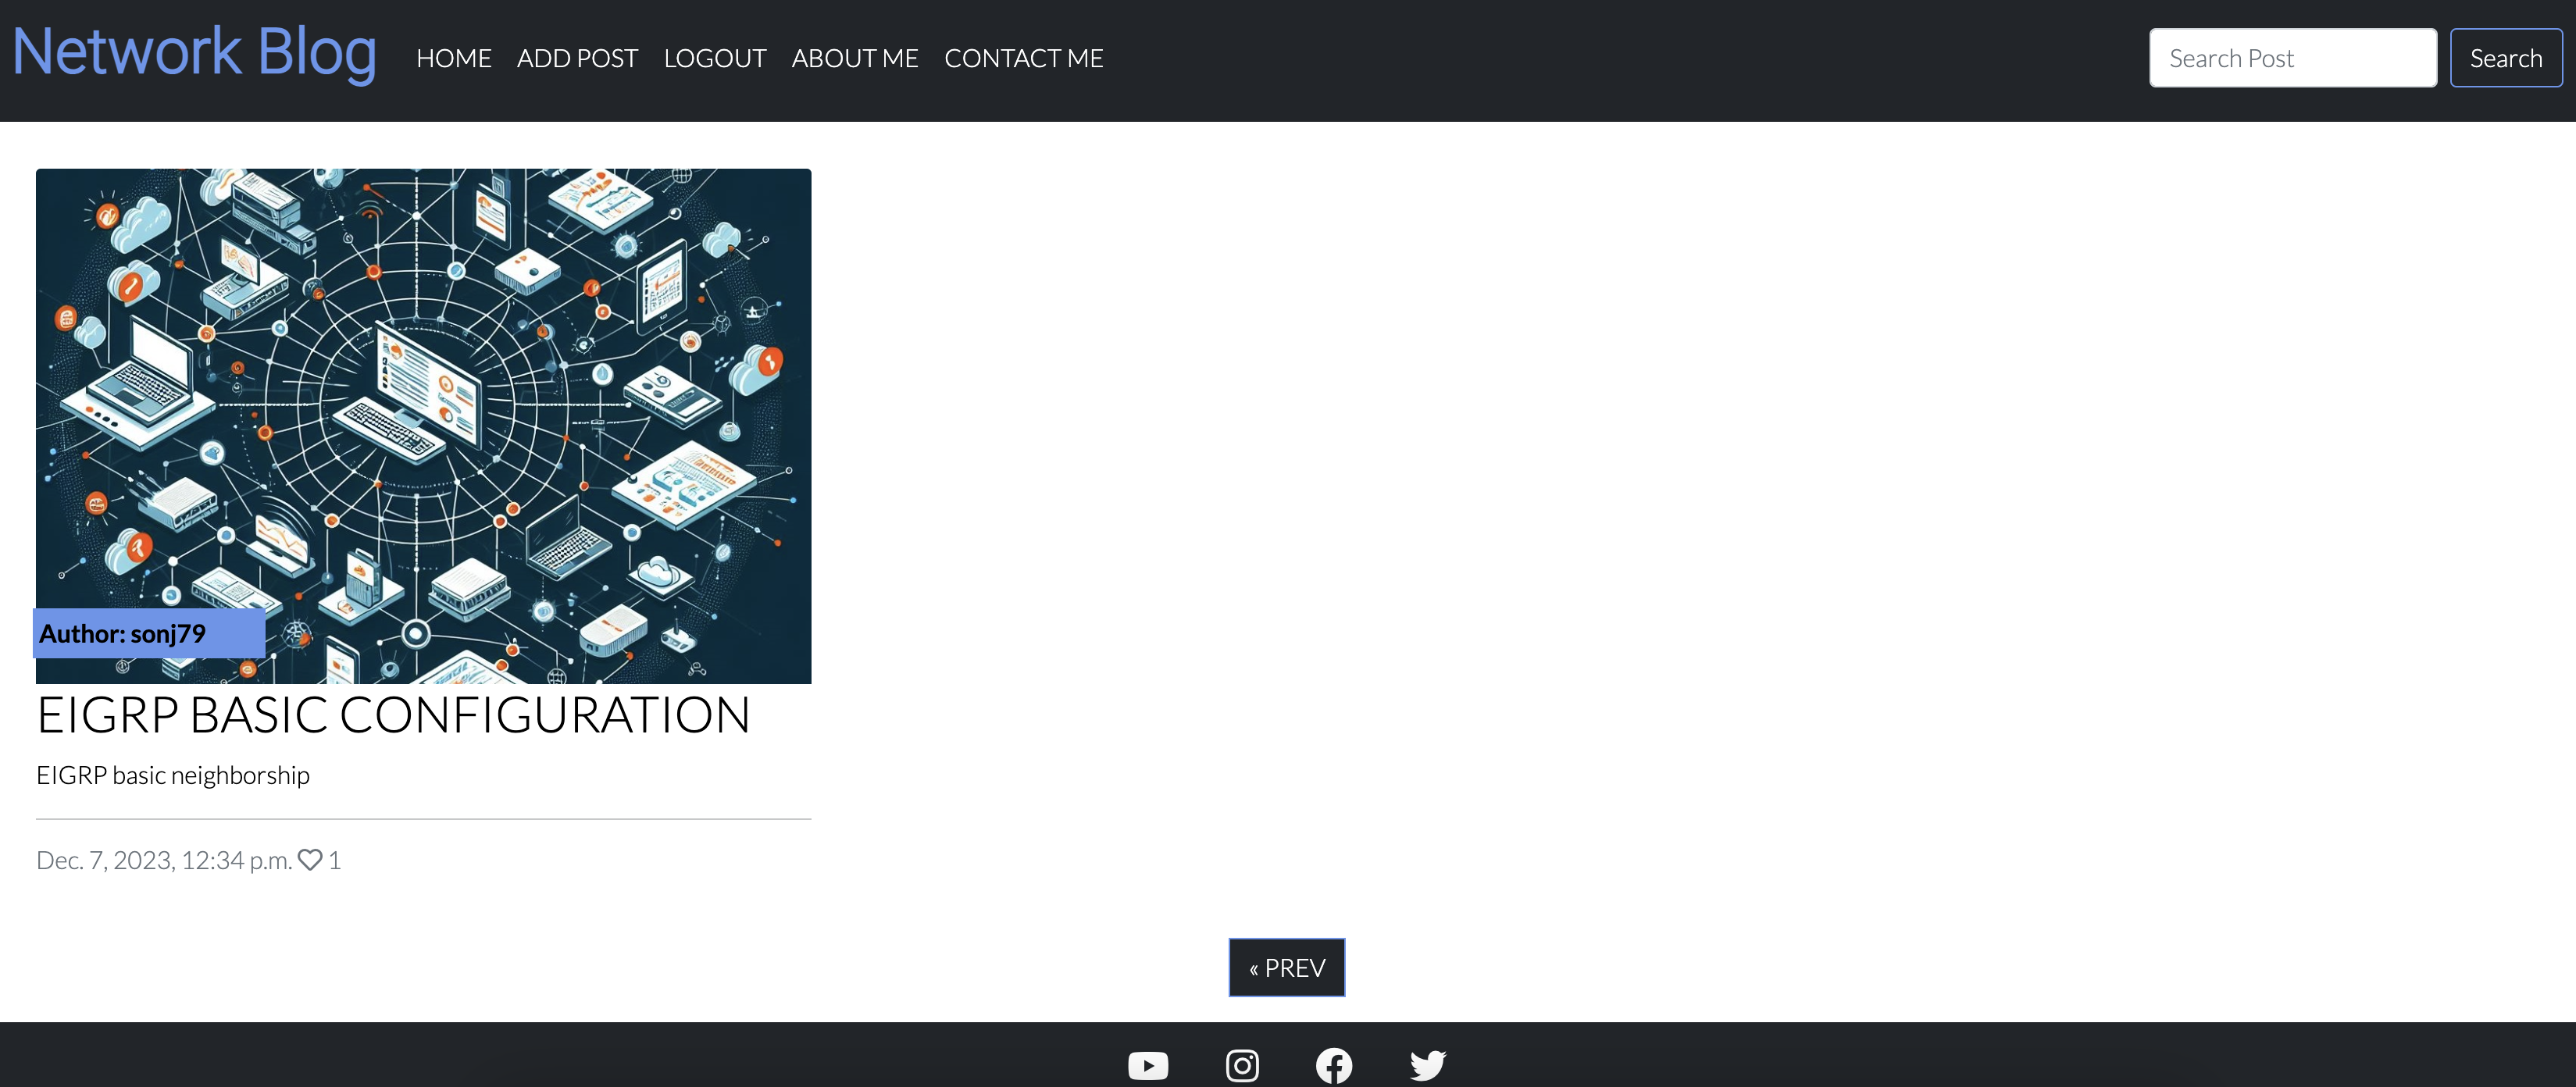 Network Blog
HOME ADD POST LOGOUT ABOUT ME CONTACT ME
Search Post
Search
Author: sonj79
EIGRP BASIC CONFIGURATION
EIGRP basic neighborship
Dec. 7, 2023, 12:34 p.m. 1
« PREV